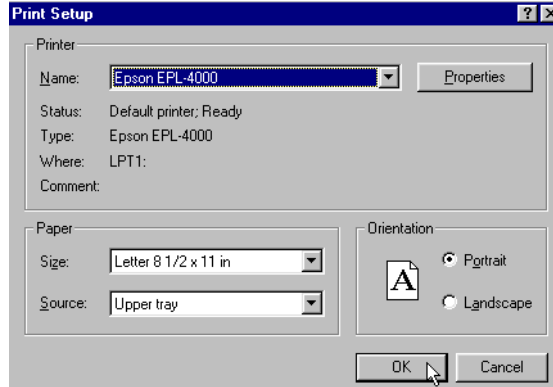 Print Setup
Printer
Name: Epson EPL-4000 Properties
Status: Default printer; Ready
Type: Epson EPL-4000
Where: LPT1:
Comment:
Paper Orientation
Size: Letter 8 1/2 x 11 in A Portrait
Source: Upper tray Landscape
OK Cancel